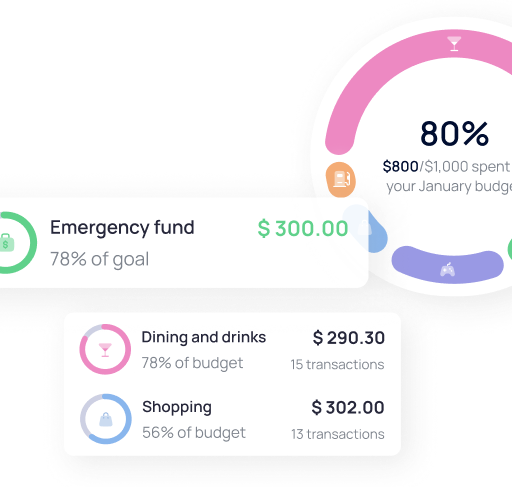 80%
$800/$1,000 spent
your January budge
Emergency fund
$ 300.00
78% of goal
Dining and drinks
$ 290.30
78% of budget
15 transactions
Shopping
$ 302.00
56% of budget
13 transactions